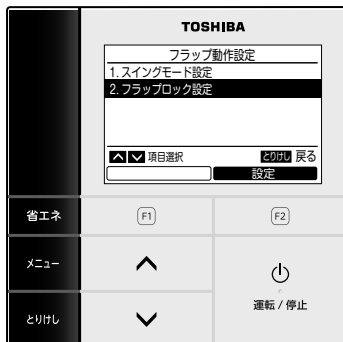 TOSHIBA
フラップ動作設定
1. スイングモード設定
2. フラップロック設定
項目選択 とりけし 戻る
設定
省エネ F1 F2
メニュー
運転 / 停止
とりけし